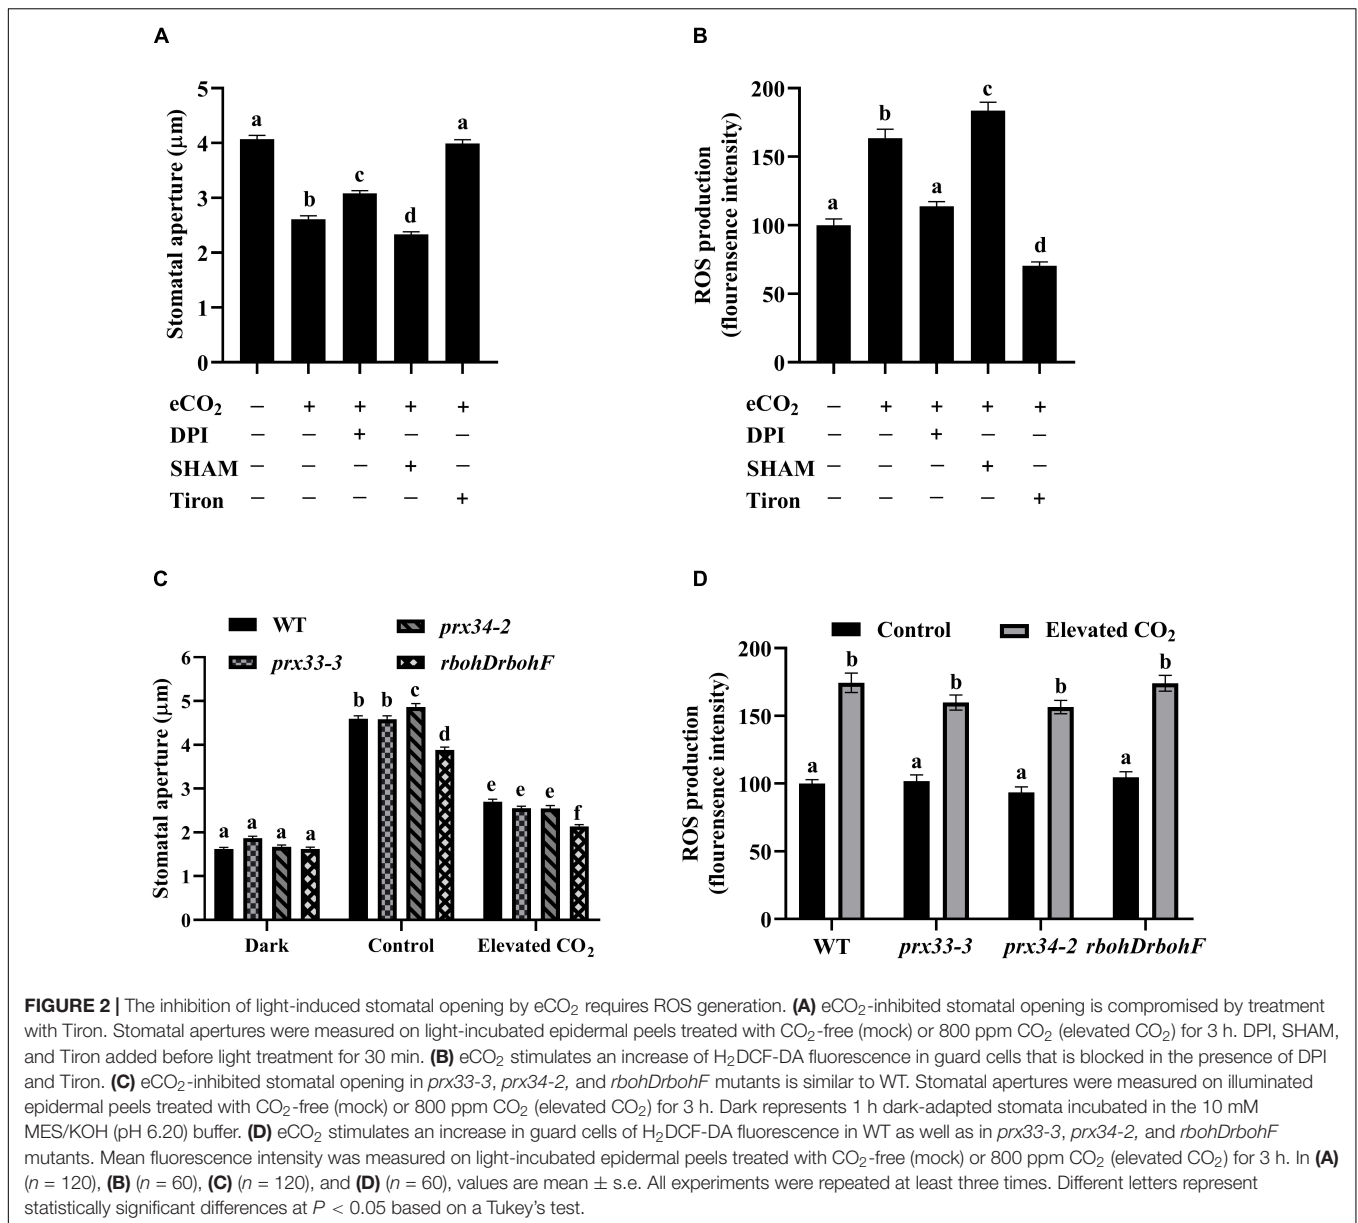 A
Stomatal aperture (μm)
5
4
3
2
1
0
a
b
c
d
a
eCO₂ – + + + +
DPI – – + – –
SHAM – – – + –
Tiron – – – – +
B
ROS production
(flourensence intensity)
200
150
100
50
0
a
b
a
c
d
eCO₂ – + + + +
DPI – – + – –
SHAM – – – + –
Tiron – – – – +
C
WT
prx34-2
prx33-3
rbohDrbohF
Stomatal aperture (μm)
6
5
4
3
2
1
0
a a a a
b b c d
e e e f
Dark Control Elevated CO₂
D
Control Elevated CO₂
ROS production
(flourensence intensity)
200
150
100
50
0
a b a b a b a b
WT prx33-3 prx34-2 rbohDrbohF
FIGURE 2 | The inhibition of light-induced stomatal opening by eCO₂ requires ROS generation. (A) eCO₂-inhibited stomatal opening is compromised by treatment
with Tiron. Stomatal apertures were measured on light-incubated epidermal peels treated with CO₂-free (mock) or 800 ppm CO₂ (elevated CO₂) for 3 h. DPI, SHAM,
and Tiron added before light treatment for 30 min. (B) eCO₂ stimulates an increase of H₂DCF-DA fluorescence in guard cells that is blocked in the presence of DPI
and Tiron. (C) eCO₂-inhibited stomatal opening in prx33-3, prx34-2, and rbohDrbohF mutants is similar to WT. Stomatal apertures were measured on illuminated
epidermal peels treated with CO₂-free (mock) or 800 ppm CO₂ (elevated CO₂) for 3 h. Dark represents 1 h dark-adapted stomata incubated in the 10 mM
MES/KOH (pH 6.20) buffer. (D) eCO₂ stimulates an increase in guard cells of H₂DCF-DA fluorescence in WT as well as in prx33-3, prx34-2, and rbohDrbohF
mutants. Mean fluorescence intensity was measured on light-incubated epidermal peels treated with CO₂-free (mock) or 800 ppm CO₂ (elevated CO₂) for 3 h. In (A)
(n = 120), (B) (n = 60), (C) (n = 120), and (D) (n = 60), values are mean ± s.e. All experiments were repeated at least three times. Different letters represent
statistically significant differences at P < 0.05 based on a Tukey's test.